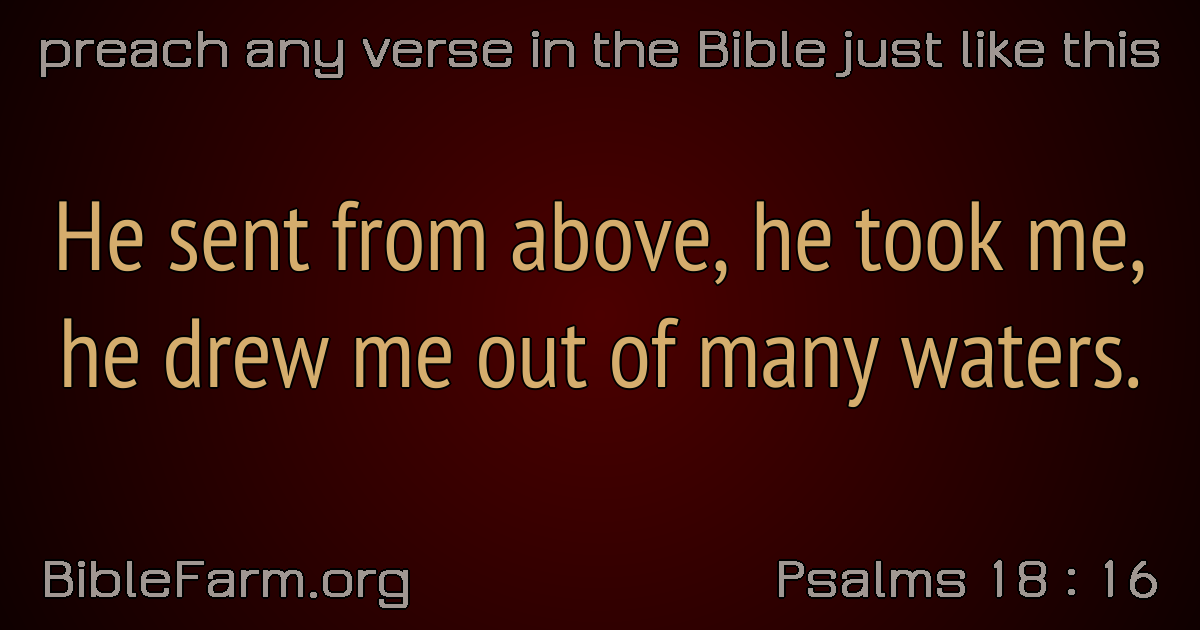 preach any verse in the Bible just like this
He sent from above, he took me,
he drew me out of many waters.
BibleFarm.org
Psalms 18 : 16